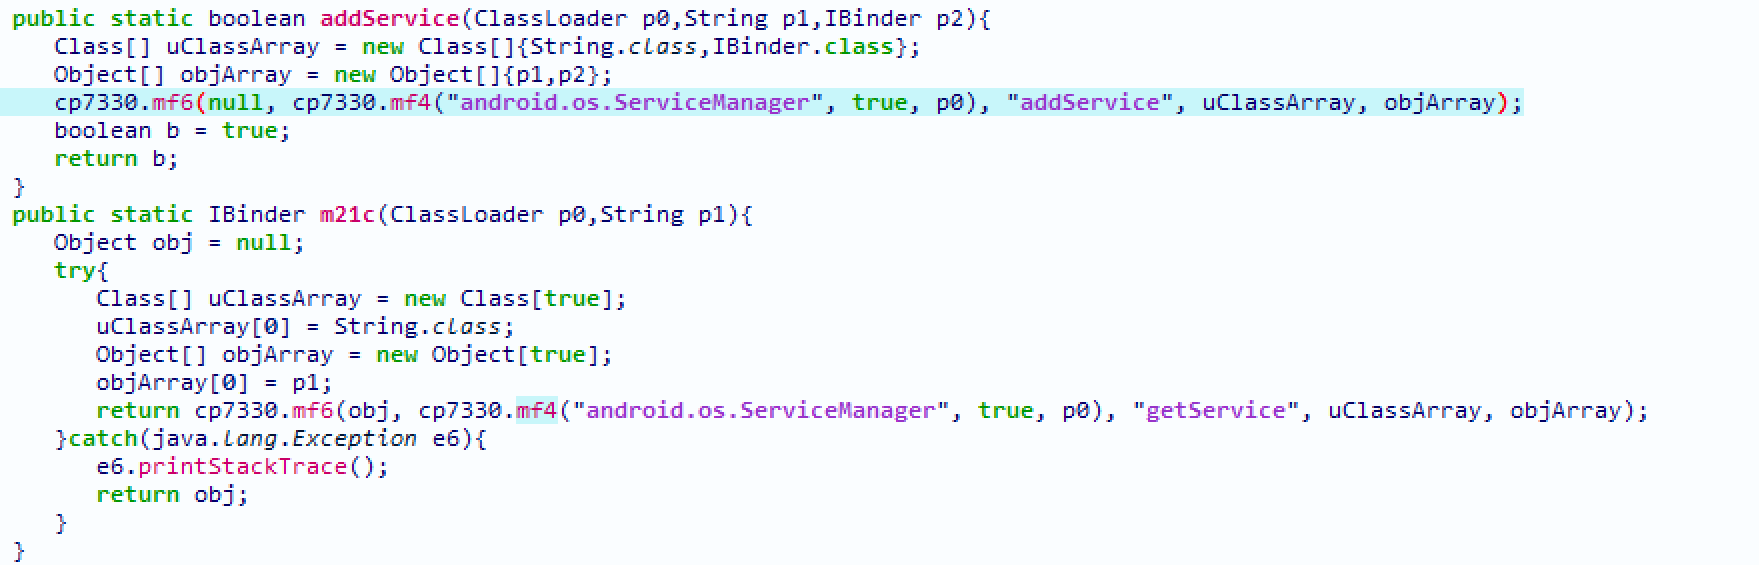 public static boolean addService(ClassLoader p0,String p1,IBinder p2){
   Class[] uClassArray = new Class[]{String.class,IBinder.class};
   Object[] objArray = new Object[]{p1,p2};
   cp7330.mf6(null, cp7330.mf4("android.os.ServiceManager", true, p0), "addService", uClassArray, objArray);
   boolean b = true;
   return b;
}
public static IBinder m21c(ClassLoader p0,String p1){
   Object obj = null;
   try{
      Class[] uClassArray = new Class[true];
      uClassArray[0] = String.class;
      Object[] objArray = new Object[true];
      objArray[0] = p1;
      return cp7330.mf6(obj, cp7330.mf4("android.os.ServiceManager", true, p0), "getService", uClassArray, objArray);
   }catch(java.lang.Exception e6){
      e6.printStackTrace();
      return obj;
   }
}